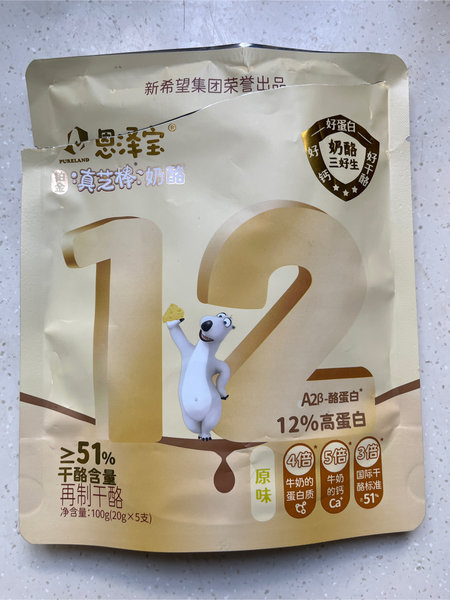 新希望集团荣誉出品
恩泽宝®
PURELAND
铂金
滇芝棒·奶酪
好蛋白
好钙
好干酪
奶酪
三好生
12
A2β-酪蛋白*
12%高蛋白
≥51%
干酪含量
再制干酪
净含量:100g(20g×5支)
原味
4倍*
牛奶的
蛋白质
5倍*
牛奶
的钙
Ca⁺
3倍*
国际干
酪标准
≥51%